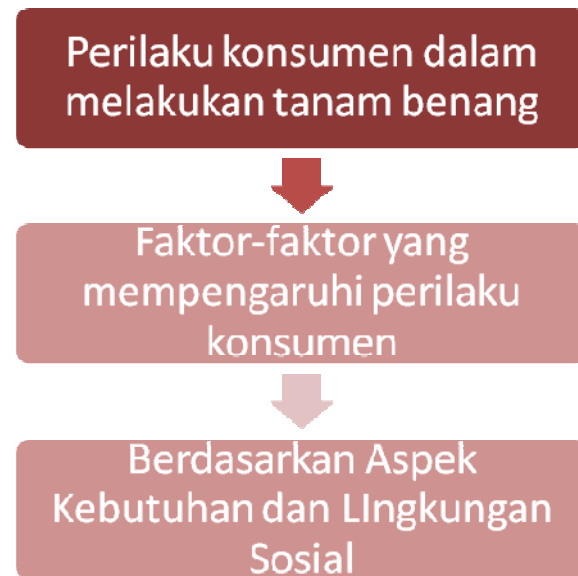 Perilaku konsumen dalam
melakukan tanam benang
Faktor-faktor yang
mempengaruhi perilaku
konsumen
Berdasarkan Aspek
Kebutuhan dan LIngkungan
Sosial